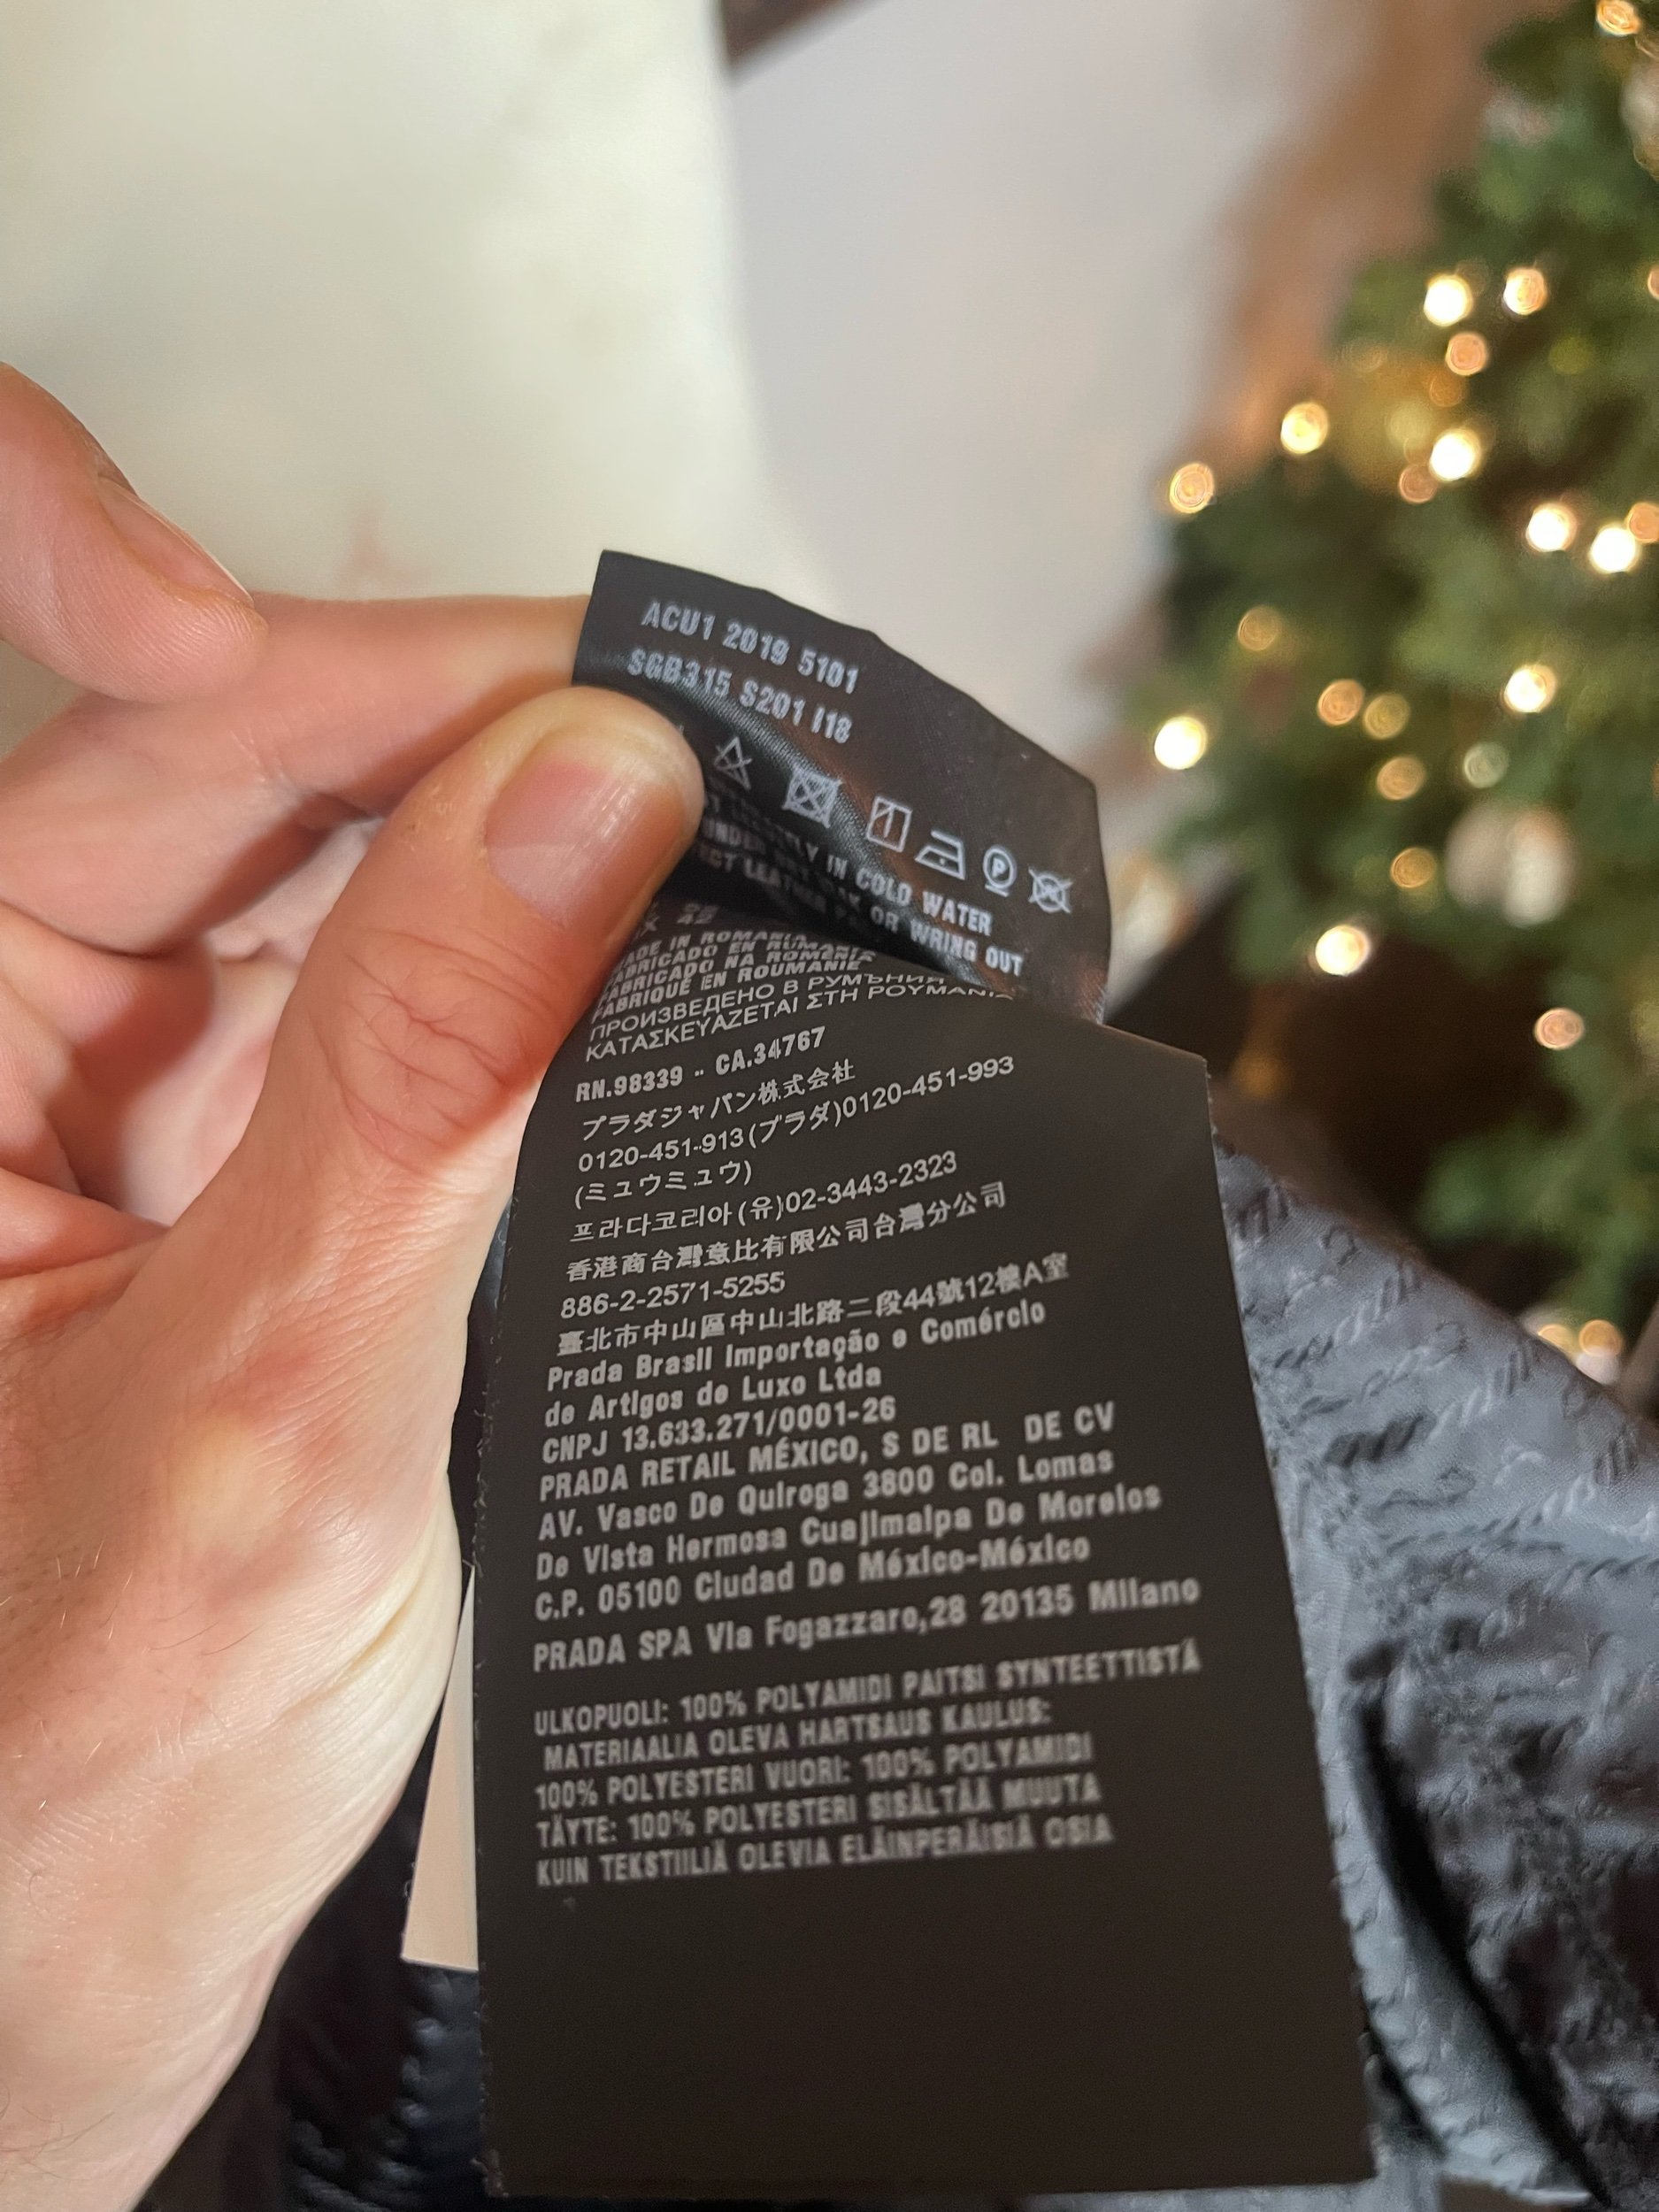 ACU1 2019 5101
SGB315 S201 I18
IN COLD WATER
OR WRING OUT
42
IN ROMANIA
EN RUMANIA
NA ROMENIA
EN ROUMANIE
ПРОИЗВЕДЕНО В РУМЪНИЯ
ΚΑΤΑΣΚΕΥΑΖΕΤΑΙ ΣΤΗ ΡΟΥΜΑΝΙΑ
RN.98339 - CA.34767
プラダジャパン株式会社
0120-451-913(プラダ)0120-451-993
(ミュウミュウ)
프라다코리아(유)02-3443-2323
香港商台灣意比有限公司台灣分公司
886-2-2571-5255
臺北市中山區中山北路二段44號12樓A室
Prada Brasil Importação e Comércio
de Artigos de Luxo Ltda
CNPJ 13.633.271/0001-26
PRADA RETAIL MÉXICO, S DE RL DE CV
AV. Vasco De Quiroga 3800 Col. Lomas
De Vista Hermosa Cuajimalpa De Morelos
C.P. 05100 Ciudad De México-México
PRADA SPA Via Fogazzaro,28 20135 Milano
ULKOPUOLI: 100% POLYAMIDI PAITSI SYNTEETTISTÄ
MATERIAALIA OLEVA HARTSAUS KAULUS:
100% POLYESTERI VUORI: 100% POLYAMIDI
TÄYTE: 100% POLYESTERI SISÄLTÄÄ MUUTA
KUIN TEKSTIILIÄ OLEVIA ELÄINPERÄISIÄ OSIA